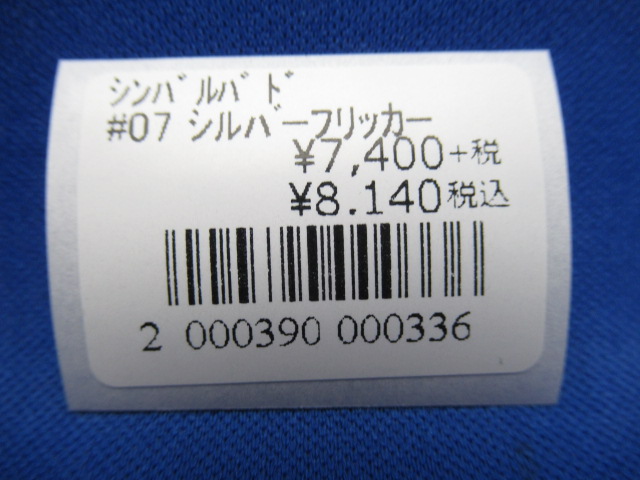 ｼﾝﾊﾞﾙﾊﾞﾄﾞ
#07 シルバーフリッカー
¥7,400+税
¥8.140税込
2 000390 000336